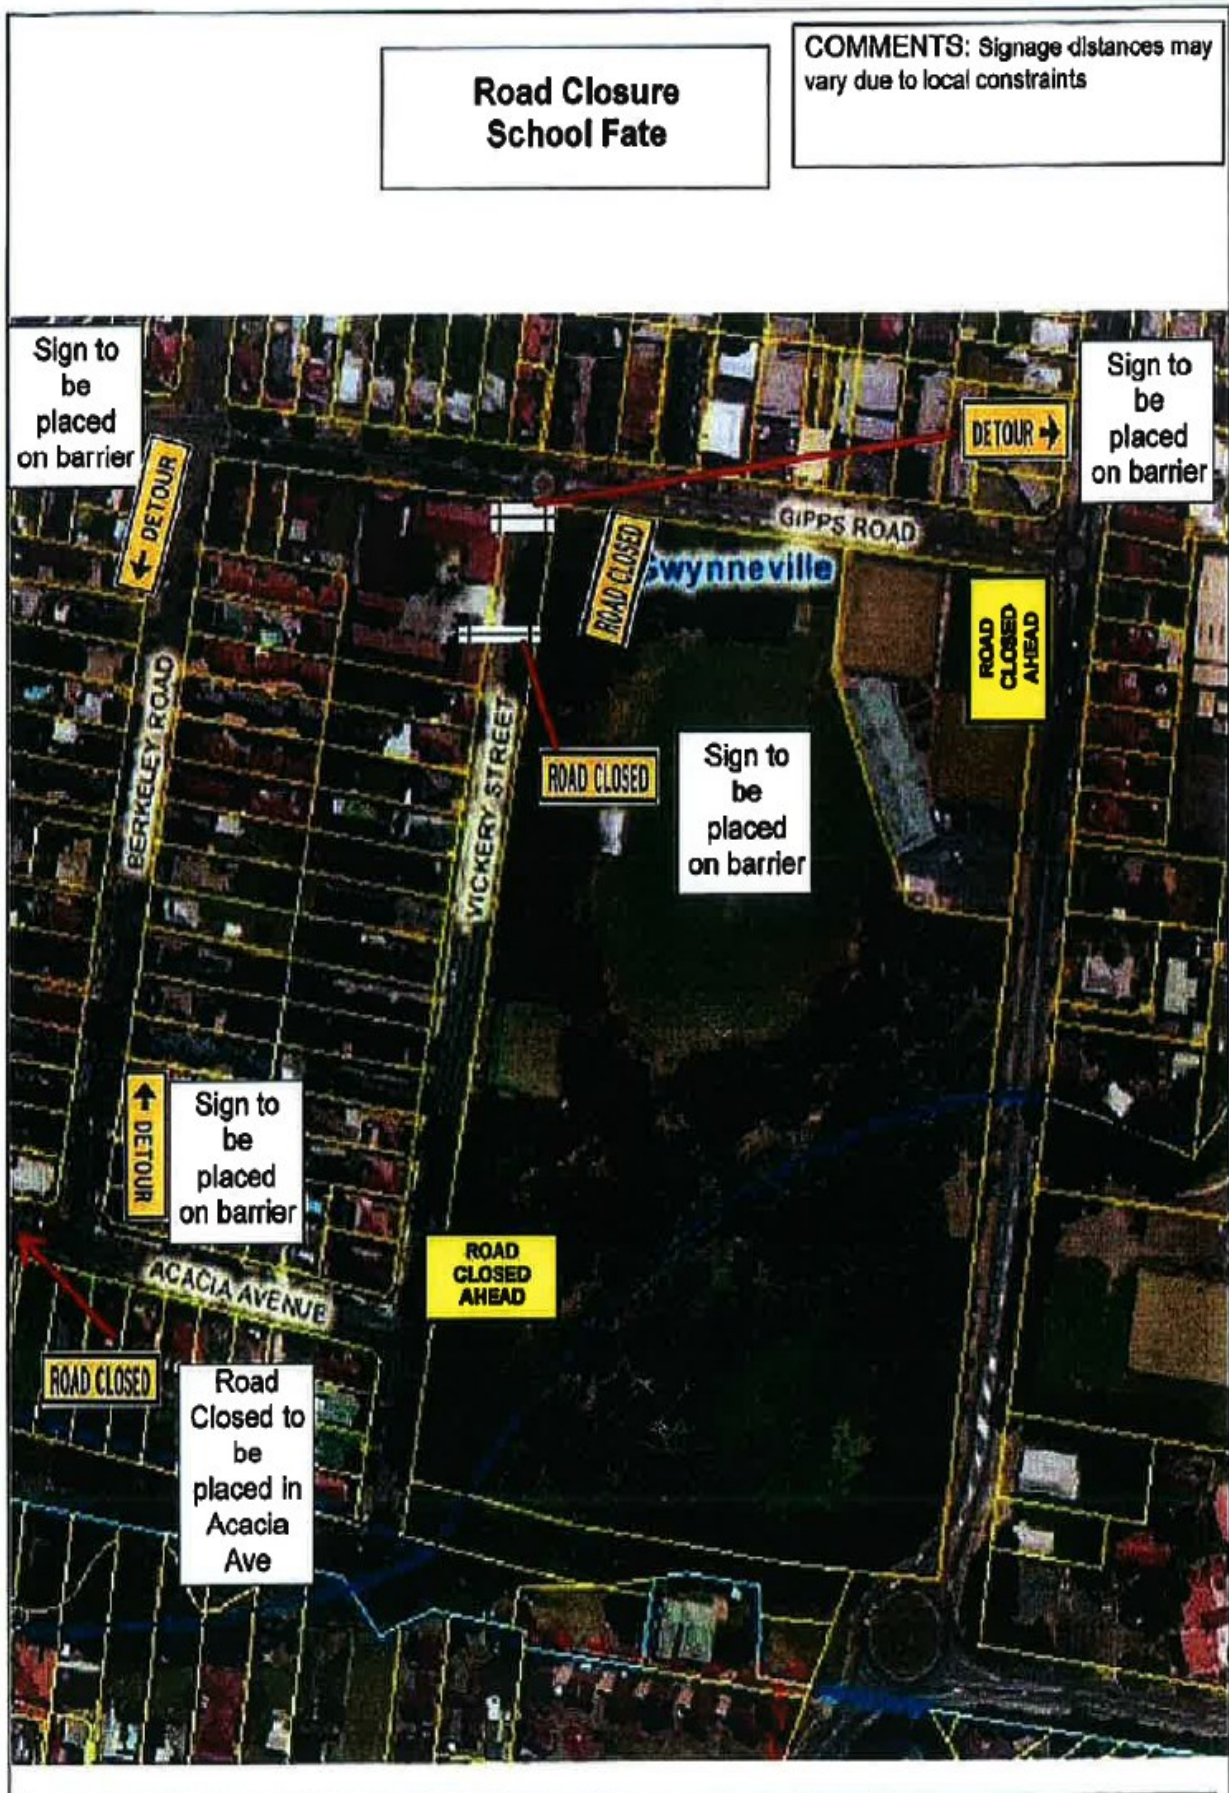 Road Closure
School Fate
COMMENTS: Signage distances may
vary due to local constraints
Sign to
be
placed
on barrier
← DETOUR
DETOUR →
Sign to
be
placed
on barrier
GIPPS ROAD
ROAD CLOSED
Gwynneville
ROAD
CLOSED
AHEAD
BERKELEY ROAD
VICKERY STREET
ROAD CLOSED
Sign to
be
placed
on barrier
↑ DETOUR
Sign to
be
placed
on barrier
ACACIA AVENUE
ROAD
CLOSED
AHEAD
ROAD CLOSED
Road
Closed to
be
placed in
Acacia
Ave